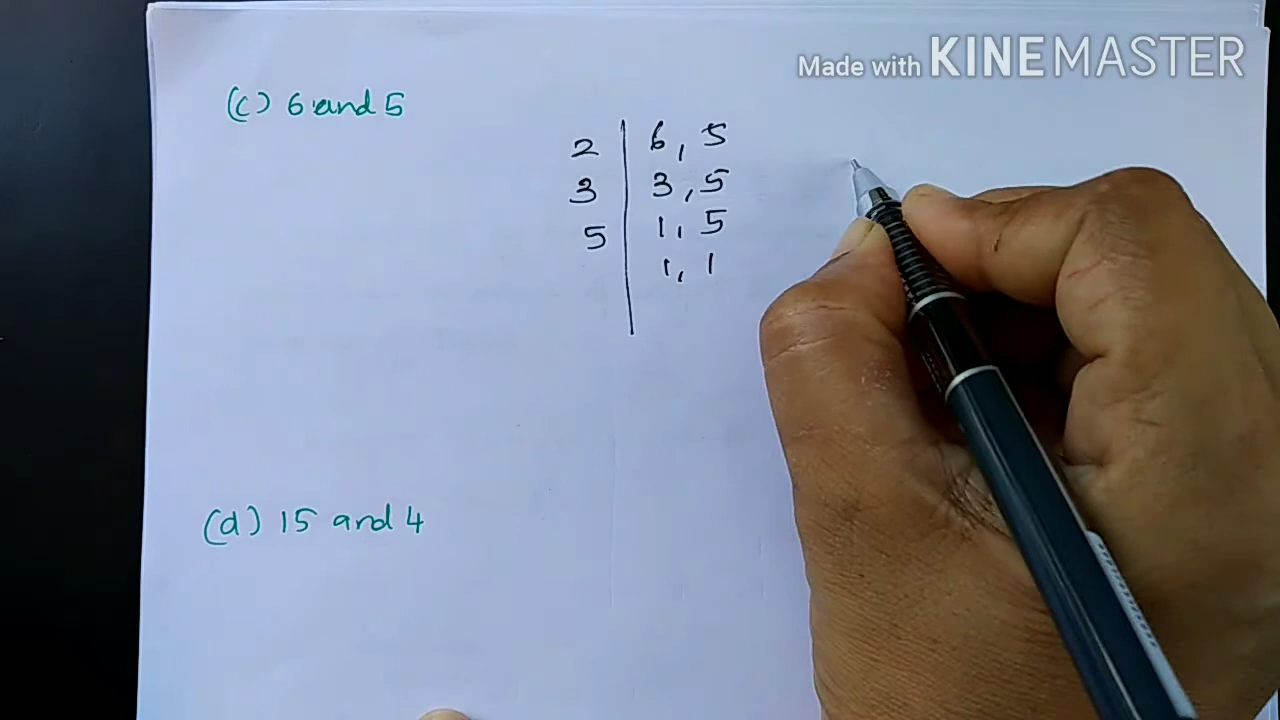 Made with KINEMASTER
(c) 6 and 5
2 | 6, 5
3 | 3, 5
5 | 1, 5
1, 1
(d) 15 and 4